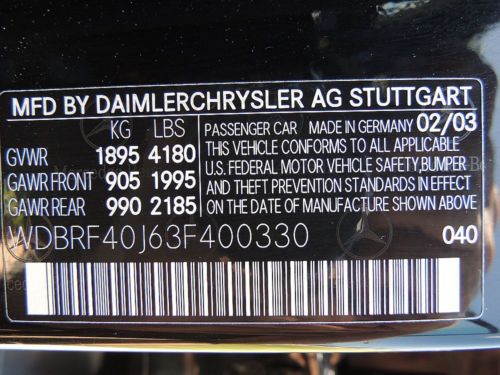 MFD BY DAIMLERCHRYSLER AG STUTTGART
KG LBS
GVWR 1895 4180
GAWR FRONT 905 1995
GAWR REAR 990 2185
PASSENGER CAR MADE IN GERMANY 02/03
THIS VEHICLE CONFORMS TO ALL APPLICABLE
U.S. FEDERAL MOTOR VEHICLE SAFETY, BUMPER
AND THEFT PREVENTION STANDARDS IN EFFECT
ON THE DATE OF MANUFACTURE SHOWN ABOVE
WDBRF40J63F400330 040